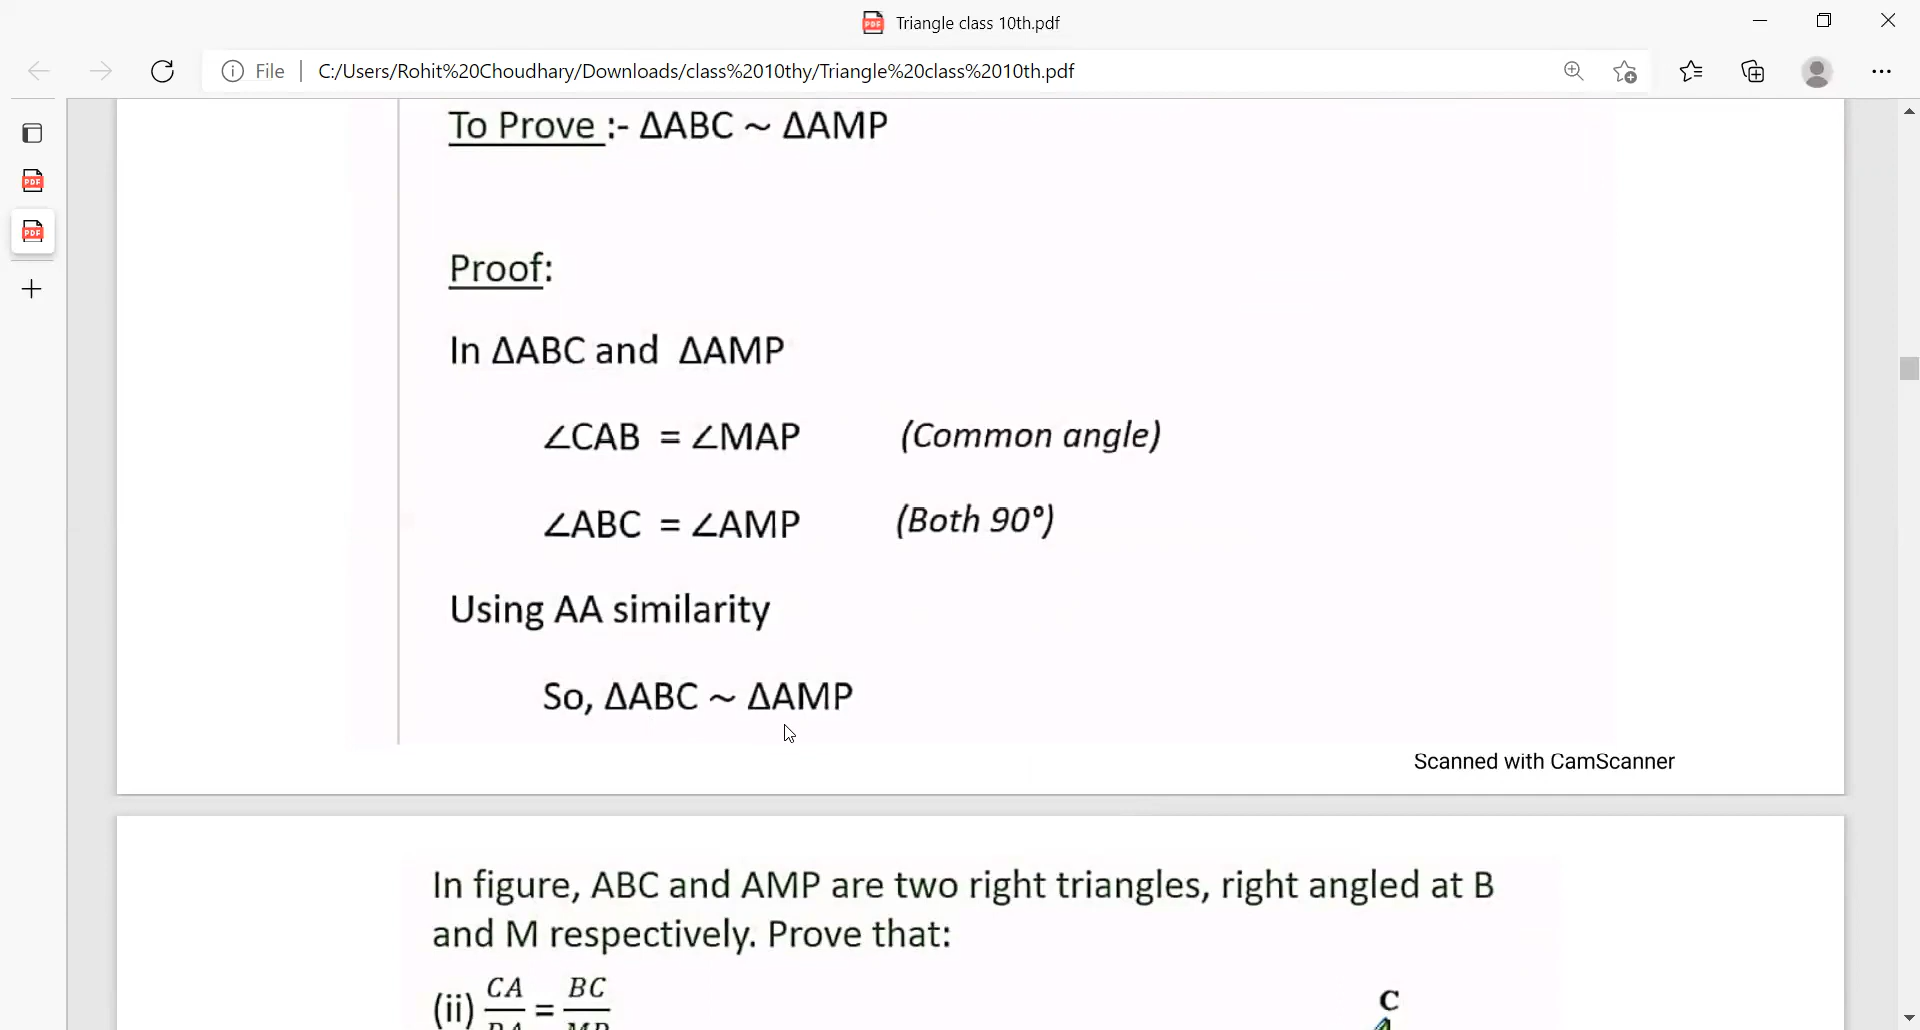 Triangle class 10th.pdf
File | C:/Users/Rohit%20Choudhary/Downloads/class%2010thy/Triangle%20class%2010th.pdf
To Prove :- ΔABC ~ ΔAMP
Proof:
In ΔABC and ΔAMP
∠CAB = ∠MAP (Common angle)
∠ABC = ∠AMP (Both 90°)
Using AA similarity
So, ΔABC ~ ΔAMP
Scanned with CamScanner
In figure, ABC and AMP are two right triangles, right angled at B
and M respectively. Prove that:
(ii) CA/PA = BC/MP
C